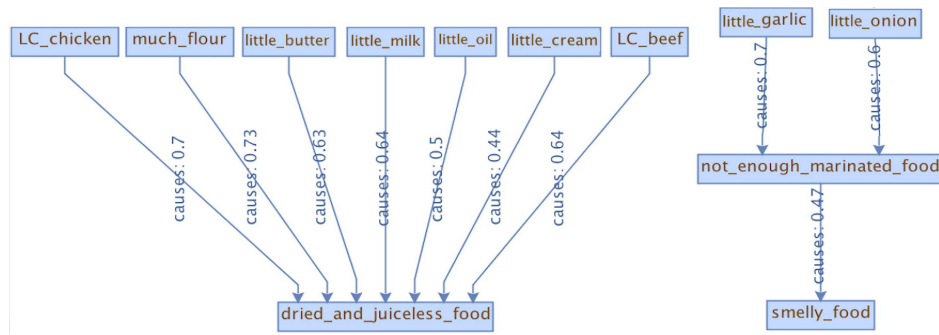 LC_chicken
much_flour
little_butter
little_milk
little_oil
little_cream
LC_beef
little_garlic
little_onion
causes: 0.7
causes: 0.73
causes: 0.63
causes: 0.64
causes: 0.5
causes: 0.44
causes: 0.64
causes: 0.7
causes: 0.6
not_enough_marinated_food
causes: 0.47
dried_and_juiceless_food
smelly_food